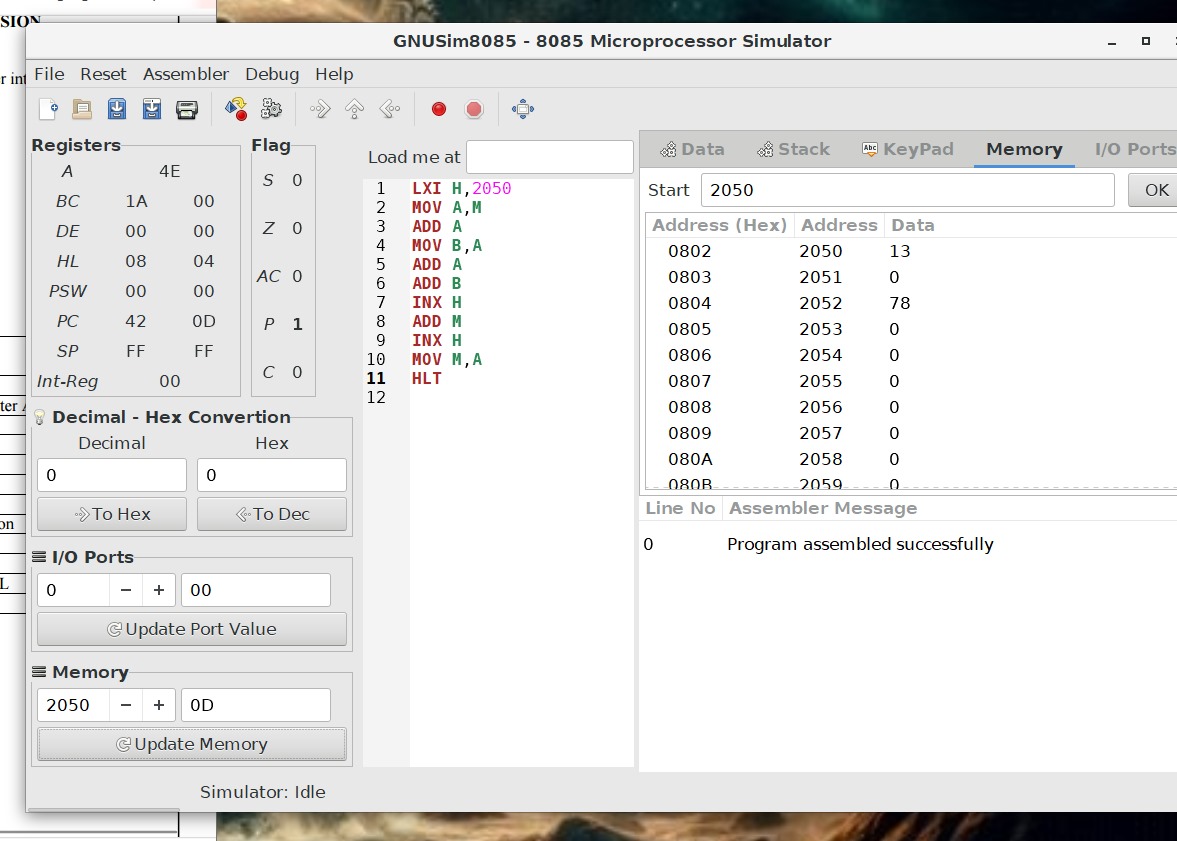 SION
GNUSim8085 - 8085 Microprocessor Simulator
er int
File Reset Assembler Debug Help
Registers
A 4E
BC 1A 00
DE 00 00
HL 08 04
PSW 00 00
PC 42 0D
SP FF FF
Int-Reg 00
Flag
S 0
Z 0
AC 0
P 1
C 0
Decimal - Hex Convertion
Decimal Hex
0 0
To Hex To Dec
I/O Ports
0 − + 00
Update Port Value
Memory
2050 − + 0D
Update Memory
Load me at
1 LXI H,2050
2 MOV A,M
3 ADD A
4 MOV B,A
5 ADD A
6 ADD B
7 INX H
8 ADD M
9 INX H
10 MOV M,A
11 HLT
12
Data Stack Abc KeyPad Memory I/O Ports
Start 2050 OK
Address (Hex) Address Data
0802 2050 13
0803 2051 0
0804 2052 78
0805 2053 0
0806 2054 0
0807 2055 0
0808 2056 0
0809 2057 0
080A 2058 0
080B 2059 0
Line No Assembler Message
0 Program assembled successfully
ter
on
L
Simulator: Idle